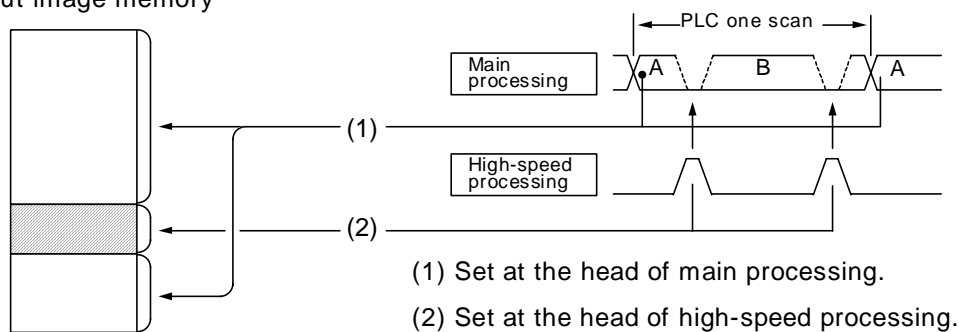 ut image memory
PLC one scan
Main
processing
A
B
A
(1)
High-speed
processing
(2)
(1) Set at the head of main processing.
(2) Set at the head of high-speed processing.